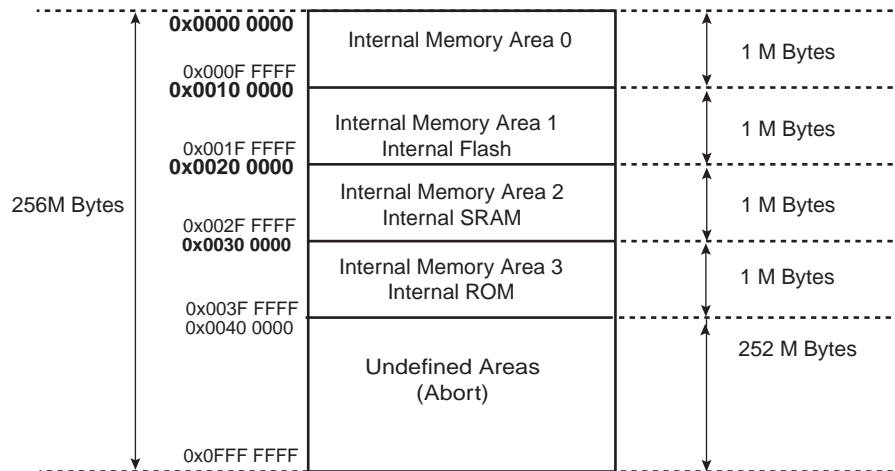 0x0000 0000
Internal Memory Area 0
1 M Bytes
0x000F FFFF
0x0010 0000
Internal Memory Area 1
Internal Flash
1 M Bytes
0x001F FFFF
0x0020 0000
256M Bytes
Internal Memory Area 2
Internal SRAM
1 M Bytes
0x002F FFFF
0x0030 0000
Internal Memory Area 3
Internal ROM
1 M Bytes
0x003F FFFF
0x0040 0000
252 M Bytes
Undefined Areas
(Abort)
0x0FFF FFFF